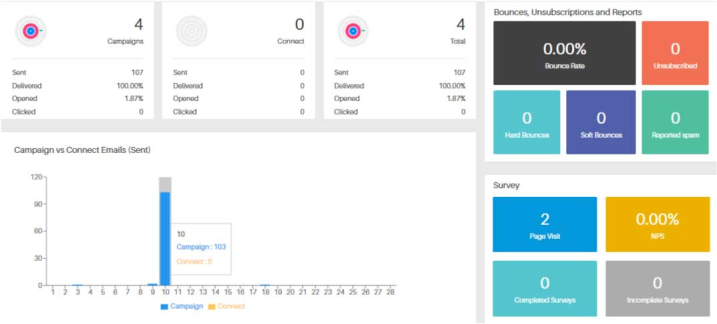 4
Campaigns
Sent 107
Delivered 100.00%
Opened 1.87%
Clicked 0
0
Connect
Sent 0
Delivered 0
Opened 0
Clicked 0
4
Total
Sent 107
Delivered 100.00%
Opened 1.87%
Clicked 0
Bounces, Unsubscriptions and Reports
0.00%
Bounce Rate
0
Unsubscribed
0
Hard Bounces
0
Soft Bounces
0
Reported spam
Campaign vs Connect Emails (Sent)
120
90
60
30
0
1 2 3 4 5 6 7 8 9 10 11 12 13 14 15 16 17 18 19 20 21 22 23 24 25 26 27 28
10
Campaign : 103
Connect : 0
Campaign Connect
Survey
2
Page Visit
0.00%
NPS
0
Completed Surveys
0
Incomplete Surveys